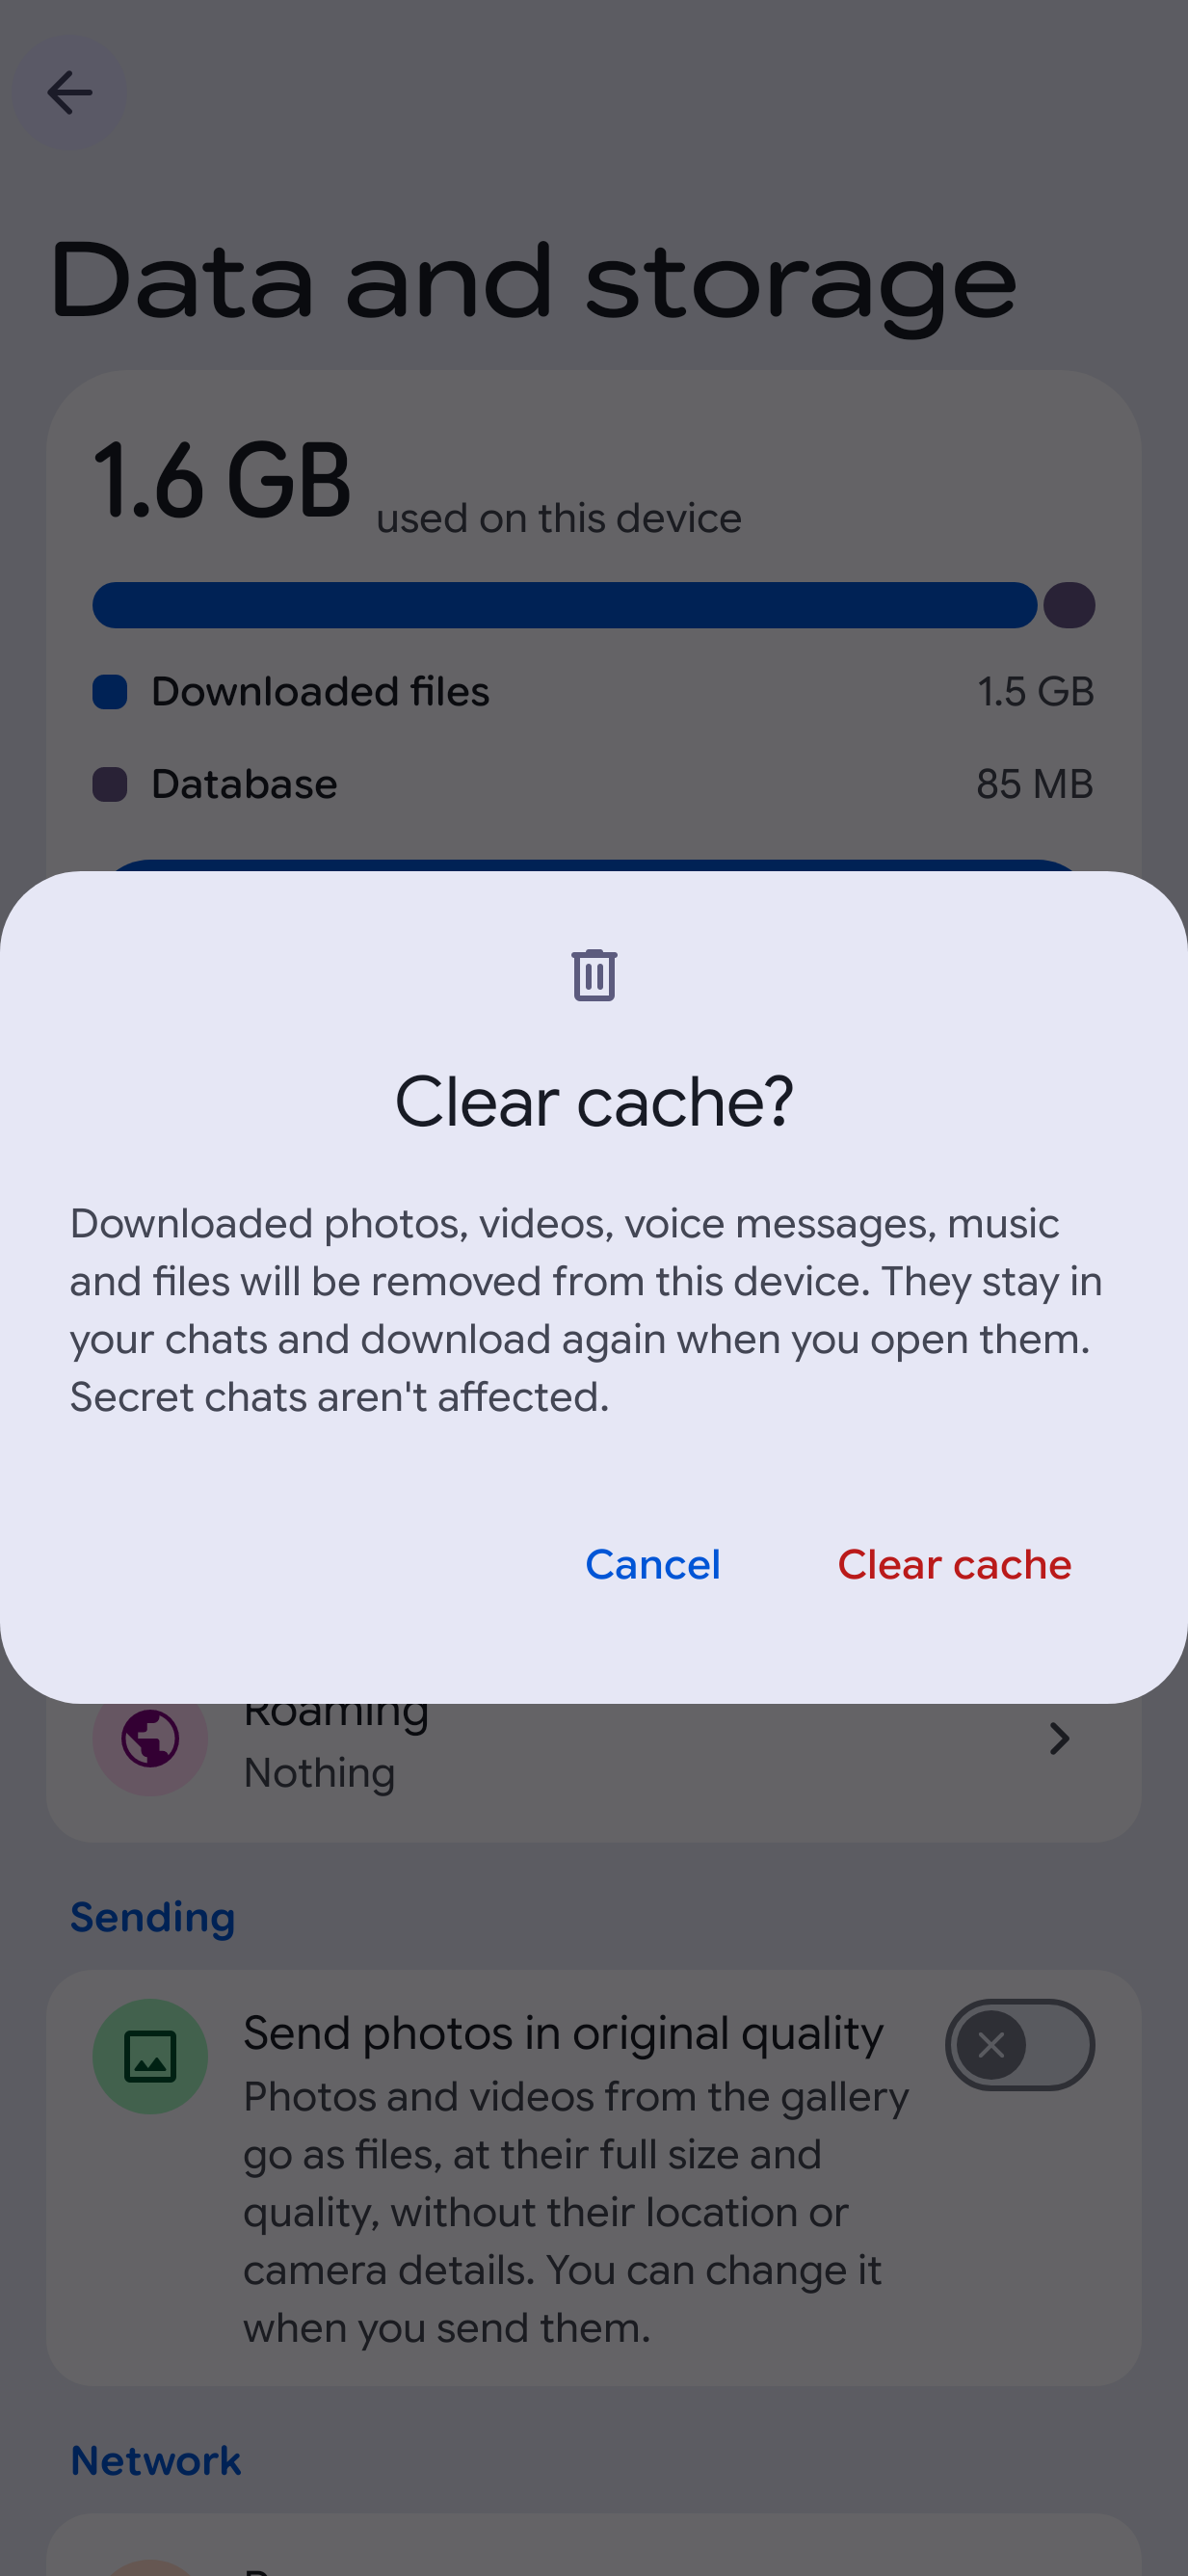 Data and storage
1.6 GB used on this device
Downloaded files 1.5 GB
Database 85 MB
Clear cache?
Downloaded photos, videos, voice messages, music
and files will be removed from this device. They stay in
your chats and download again when you open them.
Secret chats aren't affected.
Cancel Clear cache
Roaming
Nothing
Sending
Send photos in original quality
Photos and videos from the gallery
go as files, at their full size and
quality, without their location or
camera details. You can change it
when you send them.
Network